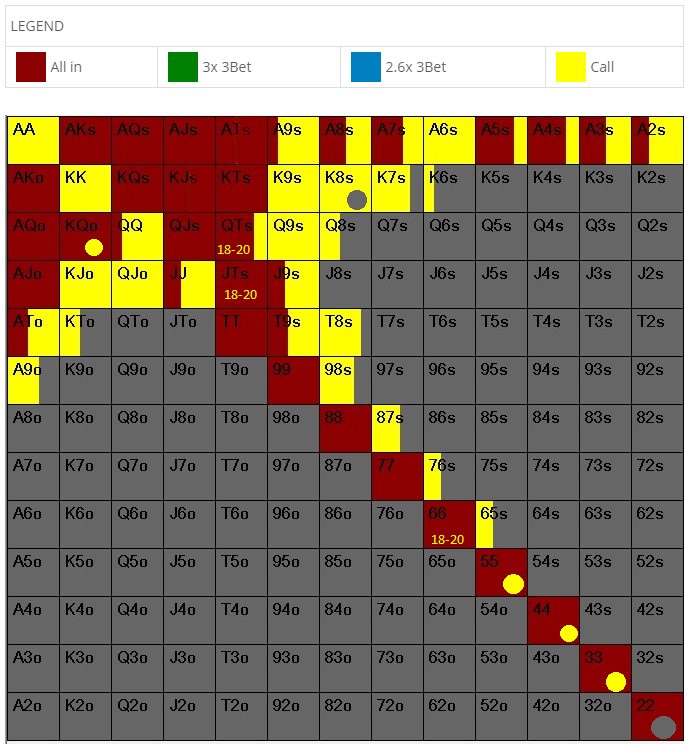 LEGEND
All in 3x 3Bet 2.6x 3Bet Call
AA AKs AQs AJs ATs A9s A8s A7s A6s A5s A4s A3s A2s
AKo KK KQs KJs KTs K9s K8s K7s K6s K5s K4s K3s K2s
AQo KQo QQ QJs QTs Q9s Q8s Q7s Q6s Q5s Q4s Q3s Q2s
18-20
AJo KJo QJo JJ JTs J9s J8s J7s J6s J5s J4s J3s J2s
18-20
ATo KTo QTo JTo TT T9s T8s T7s T6s T5s T4s T3s T2s
A9o K9o Q9o J9o T9o 99 98s 97s 96s 95s 94s 93s 92s
A8o K8o Q8o J8o T8o 98o 88 87s 86s 85s 84s 83s 82s
A7o K7o Q7o J7o T7o 97o 87o 77 76s 75s 74s 73s 72s
A6o K6o Q6o J6o T6o 96o 86o 76o 66 65s 64s 63s 62s
18-20
A5o K5o Q5o J5o T5o 95o 85o 75o 65o 55 54s 53s 52s
A4o K4o Q4o J4o T4o 94o 84o 74o 64o 54o 44 43s 42s
A3o K3o Q3o J3o T3o 93o 83o 73o 63o 53o 43o 33 32s
A2o K2o Q2o J2o T2o 92o 82o 72o 62o 52o 42o 32o 22